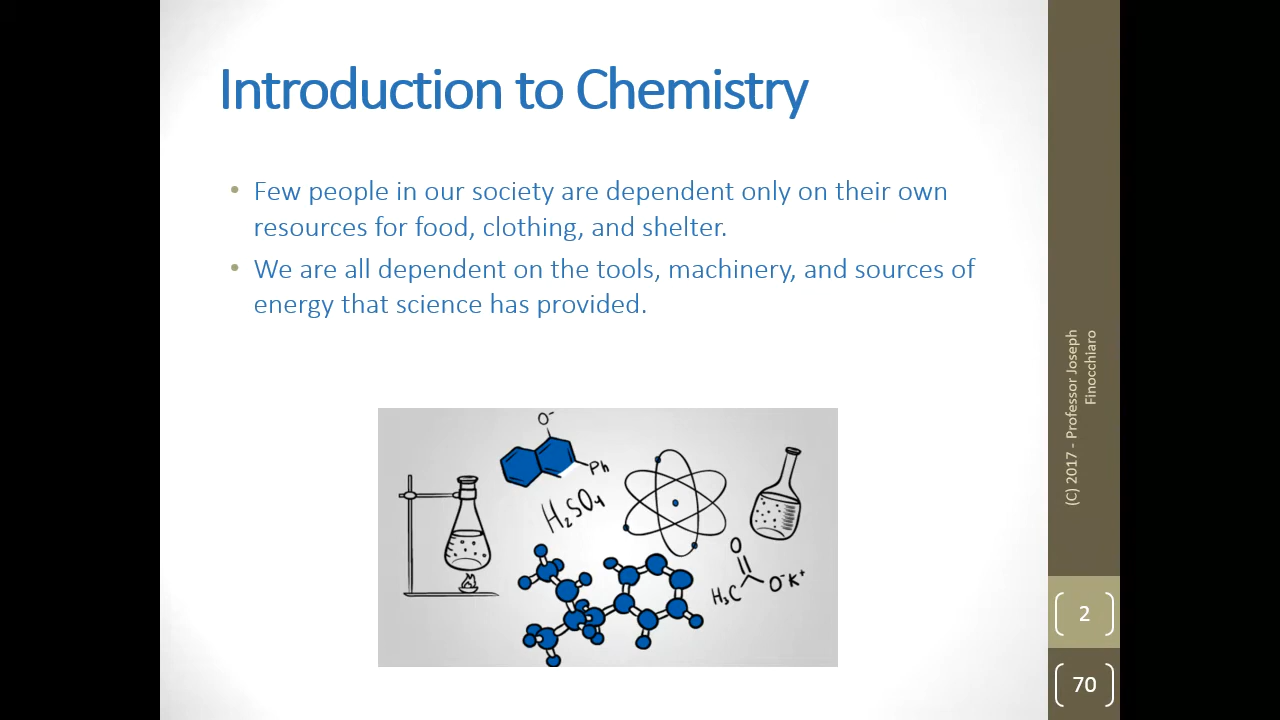 Introduction to Chemistry
• Few people in our society are dependent only on their own
resources for food, clothing, and shelter.
• We are all dependent on the tools, machinery, and sources of
energy that science has provided.
O⁻
Ph
H₂SO₄
O
H₃C
O⁻K⁺
(C) 2017 - Professor Joseph
Finocchiaro
2
70